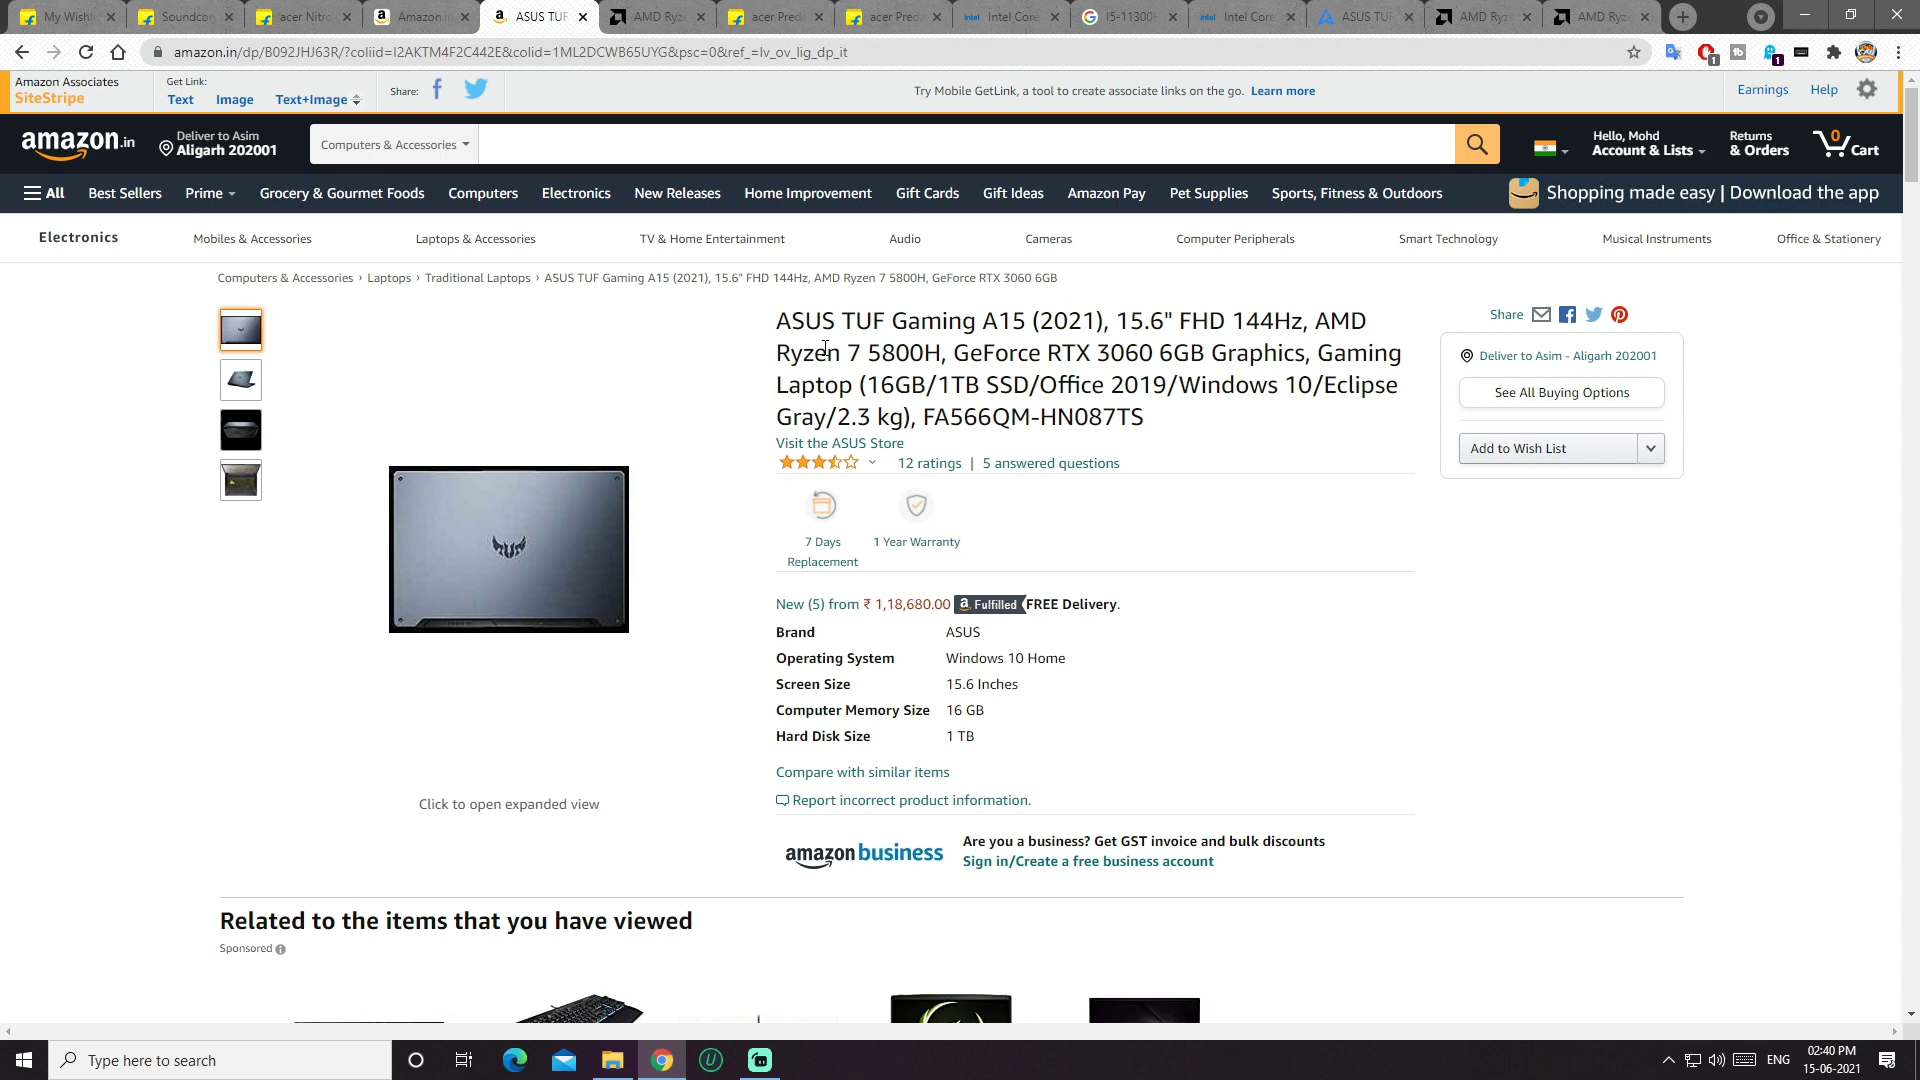 My Wishl
Soundco
acer Nitro
Amazon.i
ASUS TUF
AMD Ryz
acer Pred
acer Pred
Intel Core
I5-11300
Intel Core
ASUS TUF
AMD Ryz
AMD Ryz
amazon.in/dp/B092JHJ63R/?coliid=I2AKTM4F2C442E&colid=1ML2DCWB65UYG&psc=0&ref_=lv_ov_lig_dp_it
Amazon Associates
SiteStripe
Get Link:
Text Image Text+Image
Share:
Try Mobile GetLink, a tool to create associate links on the go. Learn more
Earnings Help
amazon.in
Deliver to Asim
Aligarh 202001
Computers & Accessories
Hello, Mohd
Account & Lists
Returns
& Orders
0
Cart
All Best Sellers Prime Grocery & Gourmet Foods Computers Electronics New Releases Home Improvement Gift Cards Gift Ideas Amazon Pay Pet Supplies Sports, Fitness & Outdoors
Shopping made easy | Download the app
Electronics Mobiles & Accessories Laptops & Accessories TV & Home Entertainment Audio Cameras Computer Peripherals Smart Technology Musical Instruments Office & Stationery
Computers & Accessories › Laptops › Traditional Laptops › ASUS TUF Gaming A15 (2021), 15.6" FHD 144Hz, AMD Ryzen 7 5800H, GeForce RTX 3060 6GB
ASUS TUF Gaming A15 (2021), 15.6" FHD 144Hz, AMD
Ryzen 7 5800H, GeForce RTX 3060 6GB Graphics, Gaming
Laptop (16GB/1TB SSD/Office 2019/Windows 10/Eclipse
Gray/2.3 kg), FA566QM-HN087TS
Visit the ASUS Store
12 ratings | 5 answered questions
7 Days
Replacement
1 Year Warranty
New (5) from ₹ 1,18,680.00 a Fulfilled FREE Delivery.
Brand ASUS
Operating System Windows 10 Home
Screen Size 15.6 Inches
Computer Memory Size 16 GB
Hard Disk Size 1 TB
Compare with similar items
Report incorrect product information.
amazon business
Are you a business? Get GST invoice and bulk discounts
Sign in/Create a free business account
Share
Deliver to Asim - Aligarh 202001
See All Buying Options
Add to Wish List
Click to open expanded view
Related to the items that you have viewed
Sponsored
Type here to search
ENG
02:40 PM
15-06-2021